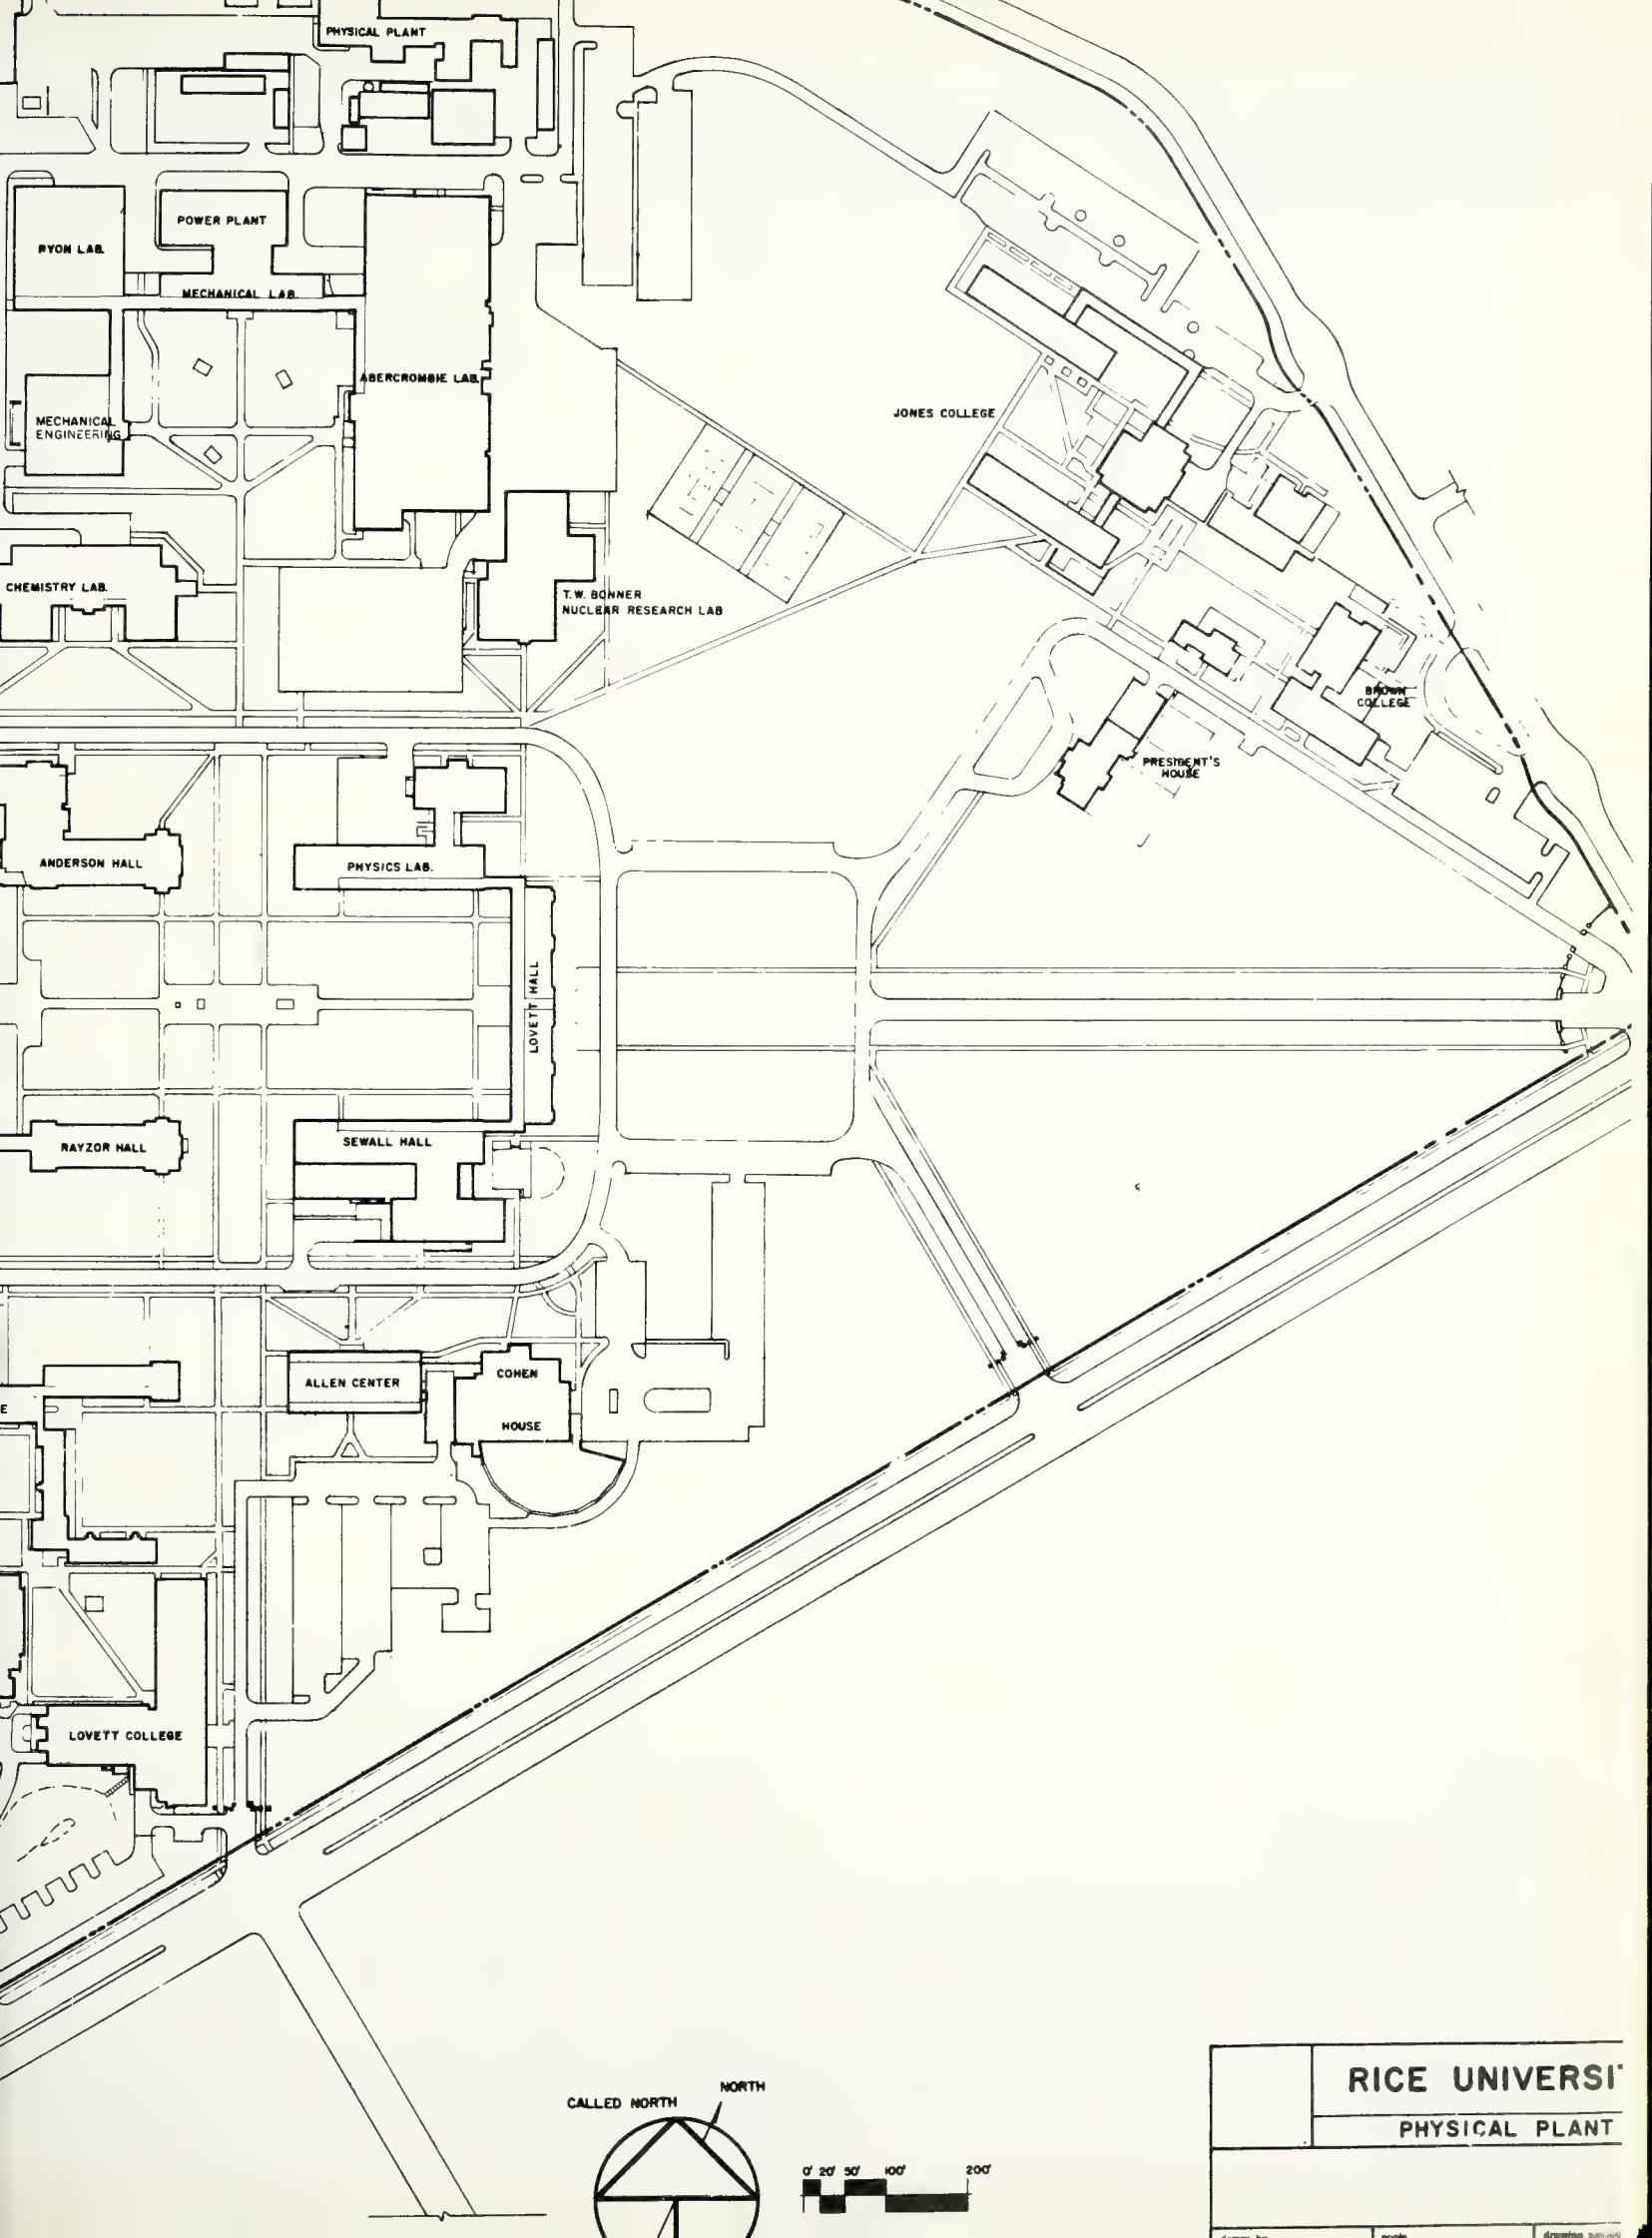 PHYSICAL PLANT
POWER PLANT
RYON LAB.
MECHANICAL LAB.
ABERCROMBIE LAB.
JONES COLLEGE
MECHANICAL
ENGINEERING
CHEMISTRY LAB.
T.W. BONNER
NUCLEAR RESEARCH LAB
BROWN
COLLEGE
PRESIDENT'S
HOUSE
ANDERSON HALL
PHYSICS LAB.
LOVETT HALL
RAYZOR HALL
SEWALL HALL
ALLEN CENTER
COHEN
HOUSE
E
LOVETT COLLEGE
CALLED NORTH
NORTH
0' 20' 50' 100' 200'
RICE UNIVERSI
PHYSICAL PLANT
scale